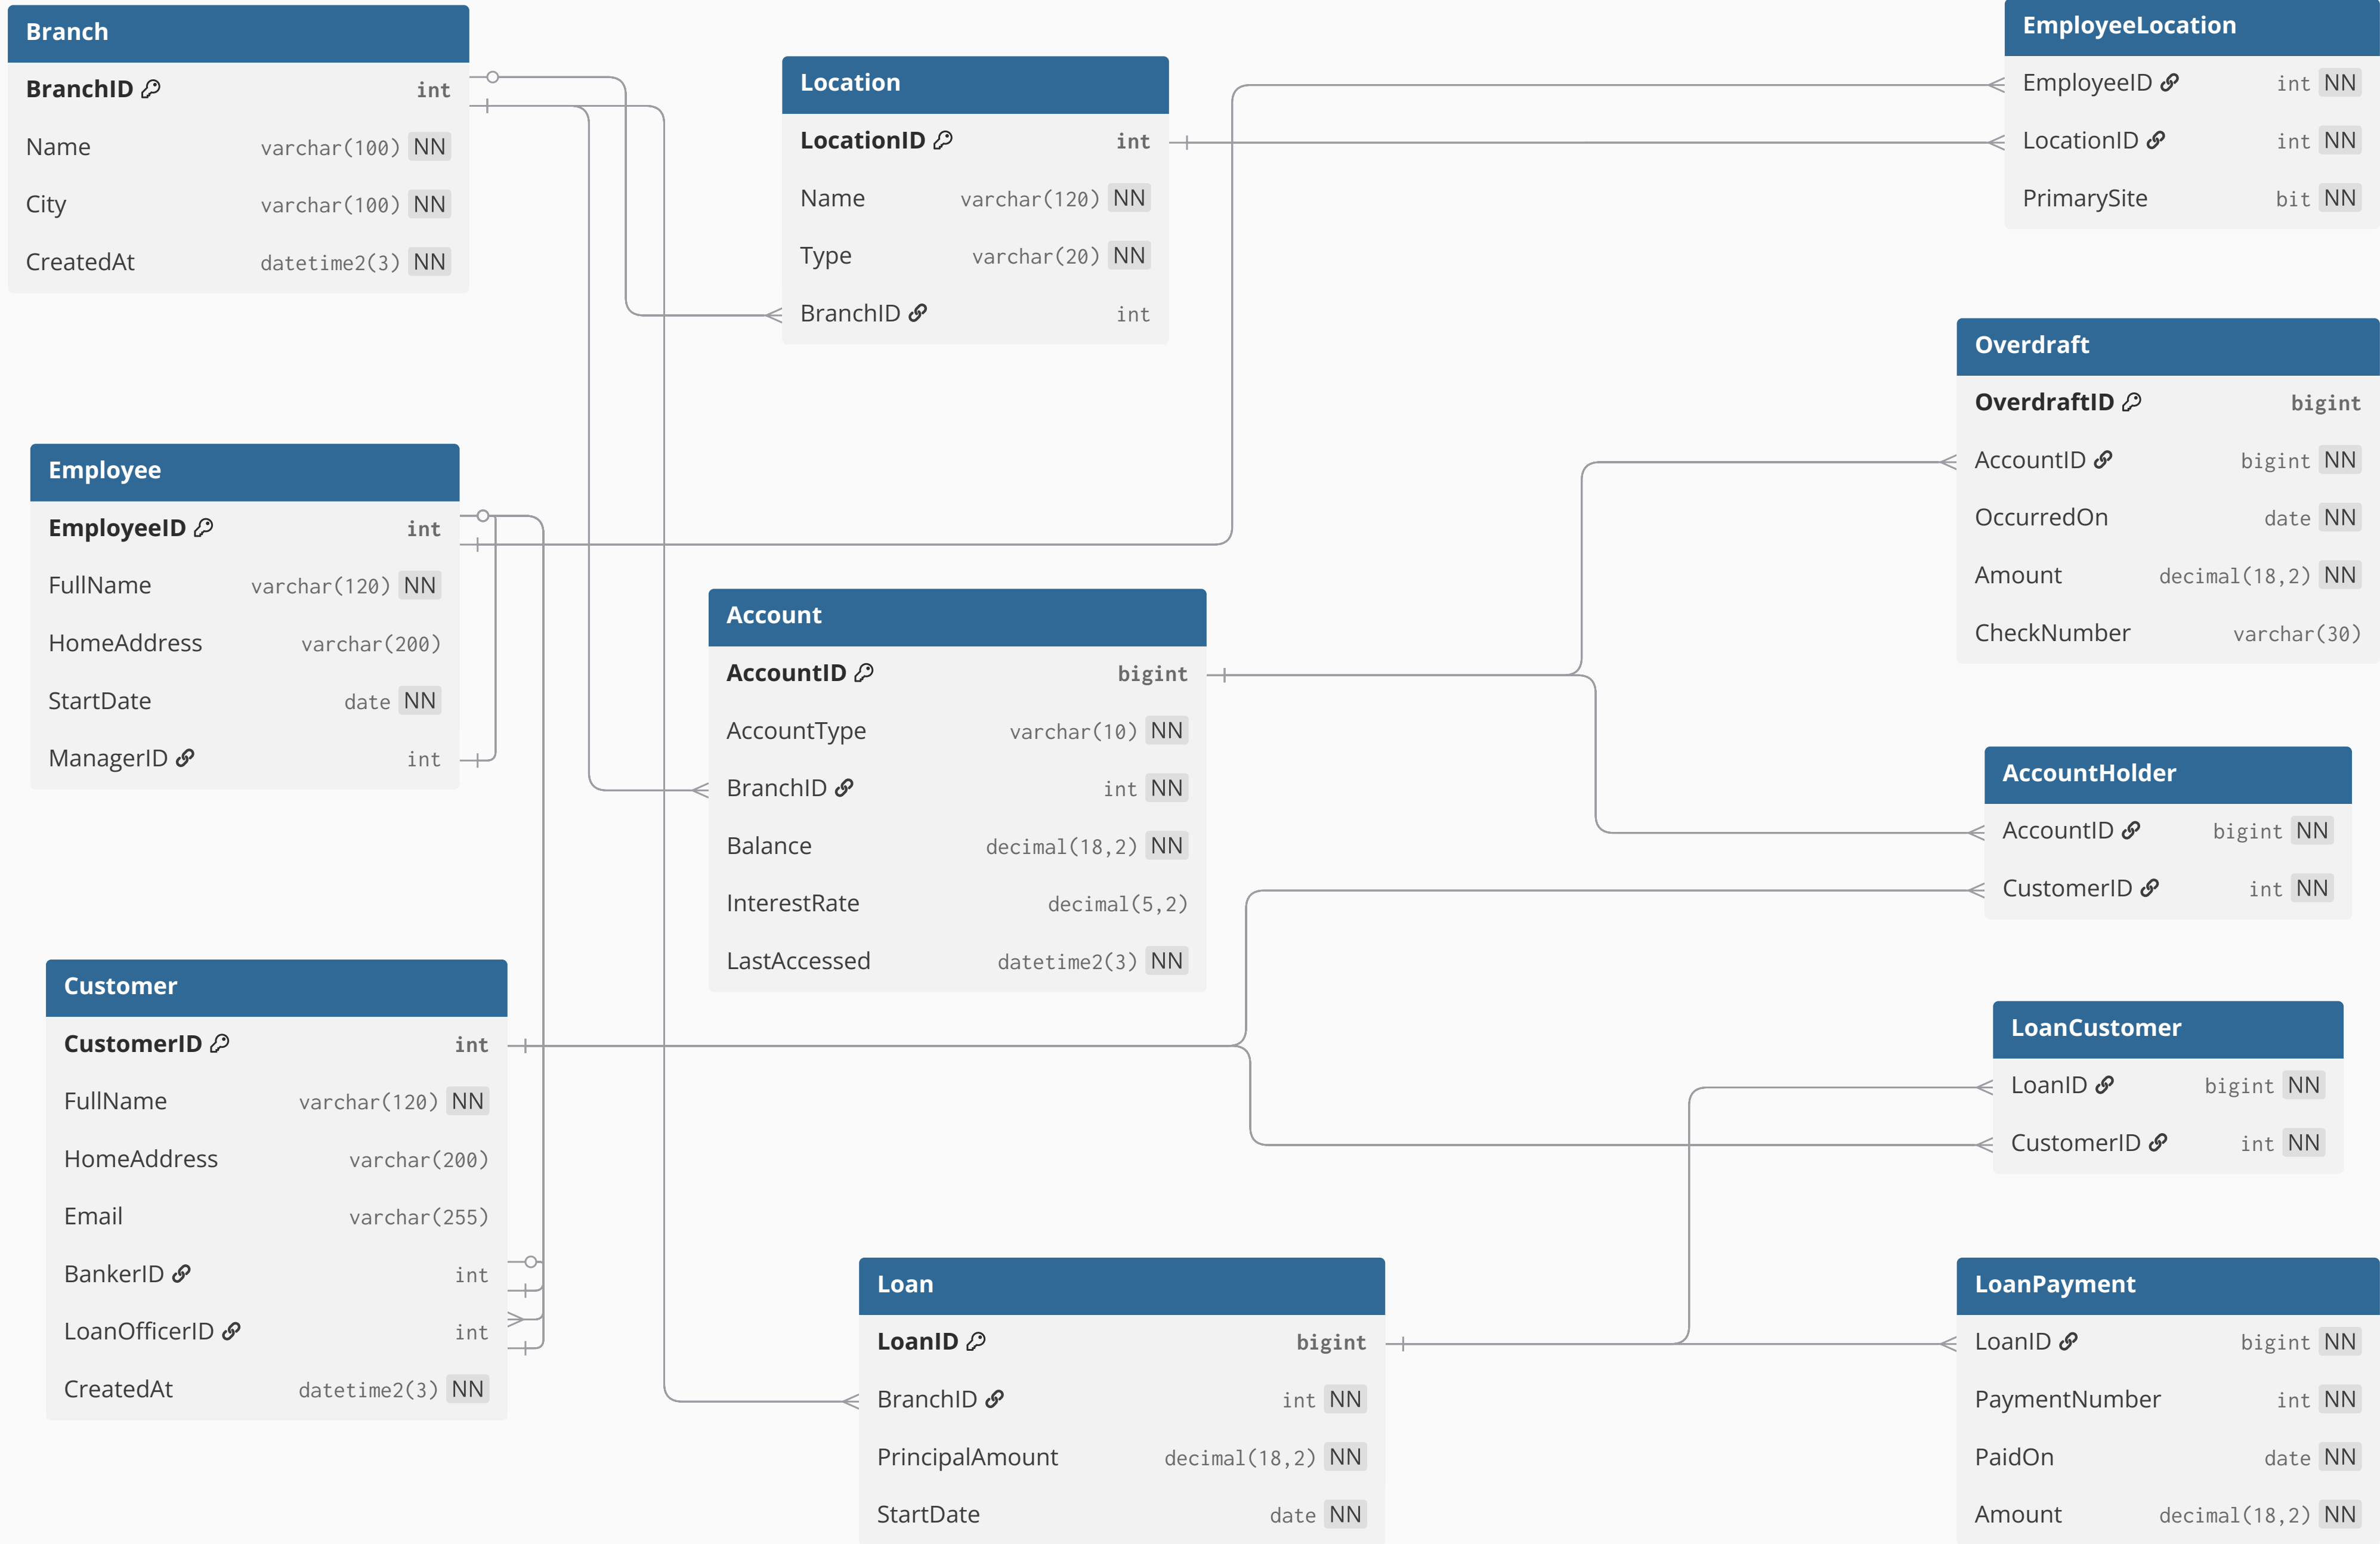 Branch
BranchID int
Name varchar(100) NN
City varchar(100) NN
CreatedAt datetime2(3) NN
Location
LocationID int
Name varchar(120) NN
Type varchar(20) NN
BranchID int
EmployeeLocation
EmployeeID int NN
LocationID int NN
PrimarySite bit NN
Overdraft
OverdraftID bigint
AccountID bigint NN
OccurredOn date NN
Amount decimal(18,2) NN
CheckNumber varchar(30)
Employee
EmployeeID int
FullName varchar(120) NN
HomeAddress varchar(200)
StartDate date NN
ManagerID int
Account
AccountID bigint
AccountType varchar(10) NN
BranchID int NN
Balance decimal(18,2) NN
InterestRate decimal(5,2)
LastAccessed datetime2(3) NN
AccountHolder
AccountID bigint NN
CustomerID int NN
Customer
CustomerID int
FullName varchar(120) NN
HomeAddress varchar(200)
Email varchar(255)
BankerID int
LoanOfficerID int
CreatedAt datetime2(3) NN
LoanCustomer
LoanID bigint NN
CustomerID int NN
Loan
LoanID bigint
BranchID int NN
PrincipalAmount decimal(18,2) NN
StartDate date NN
LoanPayment
LoanID bigint NN
PaymentNumber int NN
PaidOn date NN
Amount decimal(18,2) NN